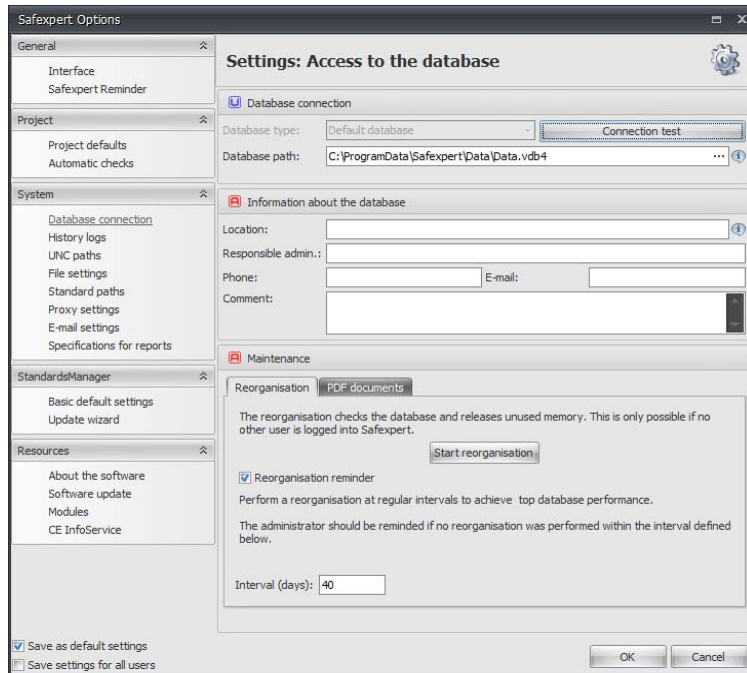 Safexpert Options
General
Interface
Safexpert Reminder
Project
Project defaults
Automatic checks
System
Database connection
History logs
UNC paths
File settings
Standard paths
Proxy settings
E-mail settings
Specifications for reports
StandardsManager
Basic default settings
Update wizard
Resources
About the software
Software update
Modules
CE InfoService
Save as default settings
Save settings for all users
Settings: Access to the database
U Database connection
Database type: Default database Connection test
Database path: C:\ProgramData\Safexpert\Data\Data.vdb4 ...
A Information about the database
Location:
Responsible admin.:
Phone: E-mail:
Comment:
A Maintenance
Reorganisation PDF documents
The reorganisation checks the database and releases unused memory. This is only possible if no
other user is logged into Safexpert.
Start reorganisation
Reorganisation reminder
Perform a reorganisation at regular intervals to achieve top database performance.
The administrator should be reminded if no reorganisation was performed within the interval defined
below.
Interval (days): 40
OK Cancel